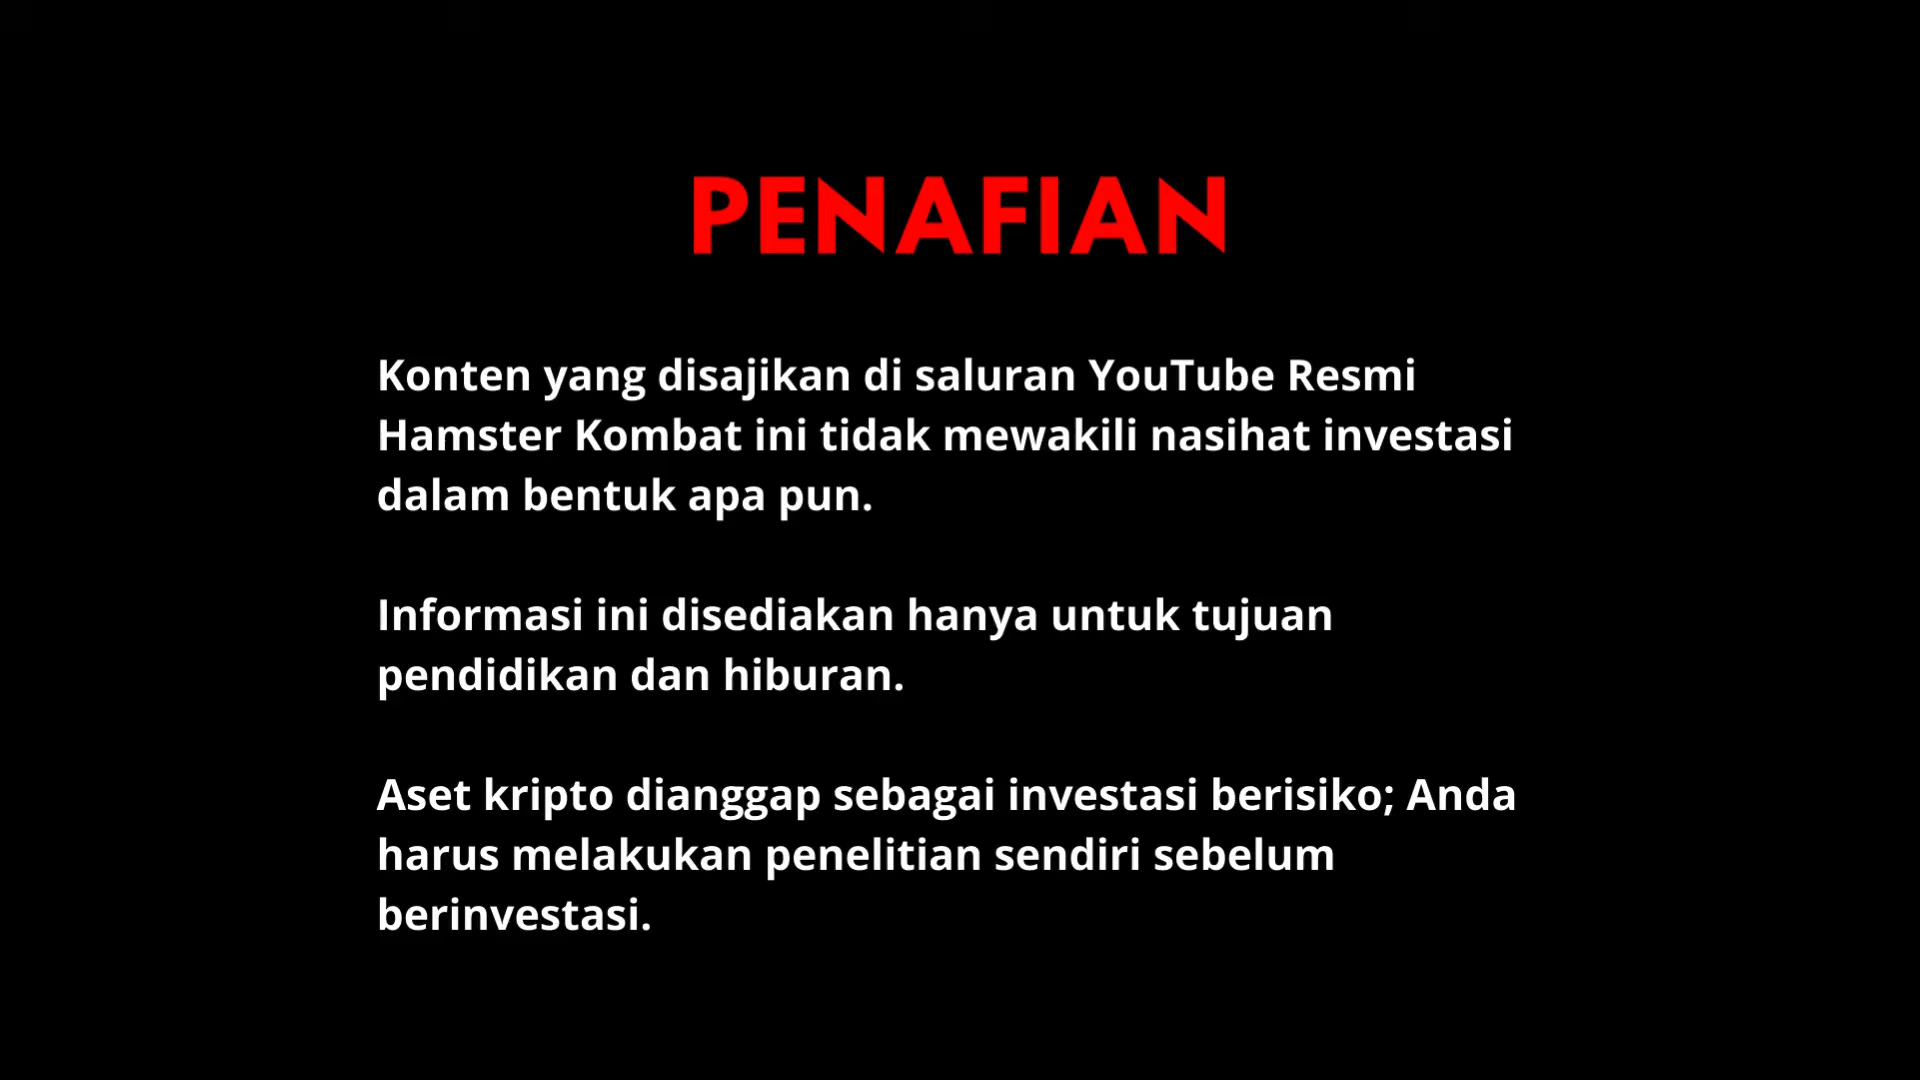 PENAFIAN
Konten yang disajikan di saluran YouTube Resmi
Hamster Kombat ini tidak mewakili nasihat investasi
dalam bentuk apa pun.
Informasi ini disediakan hanya untuk tujuan
pendidikan dan hiburan.
Aset kripto dianggap sebagai investasi berisiko; Anda
harus melakukan penelitian sendiri sebelum
berinvestasi.